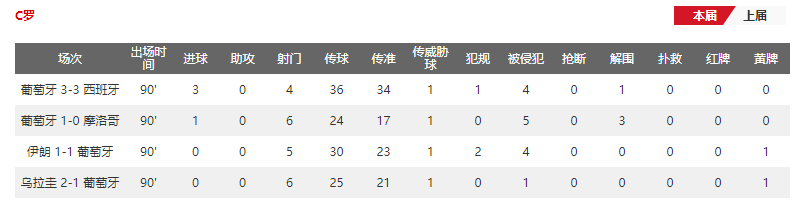 C罗
本届 上届
场次 出场时间 进球 助攻 射门 传球 传准 传威胁球 犯规 被侵犯 抢断 解围 扑救 红牌 黄牌
葡萄牙 3-3 西班牙 90' 3 0 4 36 34 1 1 4 0 1 0 0 0
葡萄牙 1-0 摩洛哥 90' 1 0 6 24 17 1 0 5 0 3 0 0 0
伊朗 1-1 葡萄牙 90' 0 0 5 30 23 1 2 4 0 0 0 0 1
乌拉圭 2-1 葡萄牙 90' 0 0 6 25 21 1 0 1 0 0 0 0 1